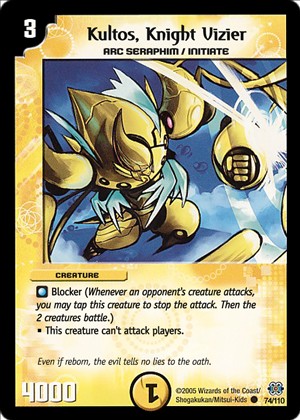 3
Kultos, Knight Vizier
ARC SERAPHIM / INITIATE
CREATURE
Blocker (Whenever an opponent's creature attacks,
you may tap this creature to stop the attack. Then the
2 creatures battle.)
▪ This creature can't attack players.
Even if reborn, the evil tells no lies to the oath.
4000
1
©2005 Wizards of the Coast/
Shogakukan/Mitsui-Kids
74/110